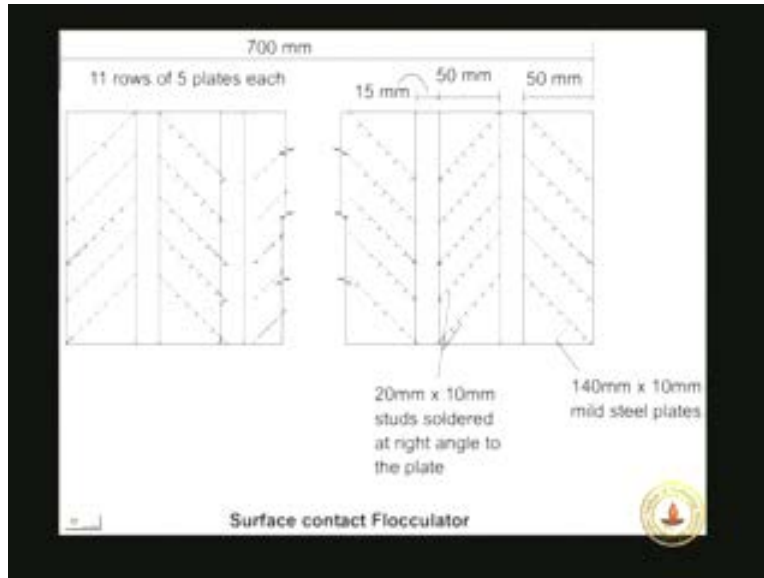 700 mm
11 rows of 5 plates each
15 mm
50 mm
50 mm
20mm x 10mm
studs soldered
at right angle to
the plate
140mm x 10mm
mild steel plates
Surface contact Flocculator